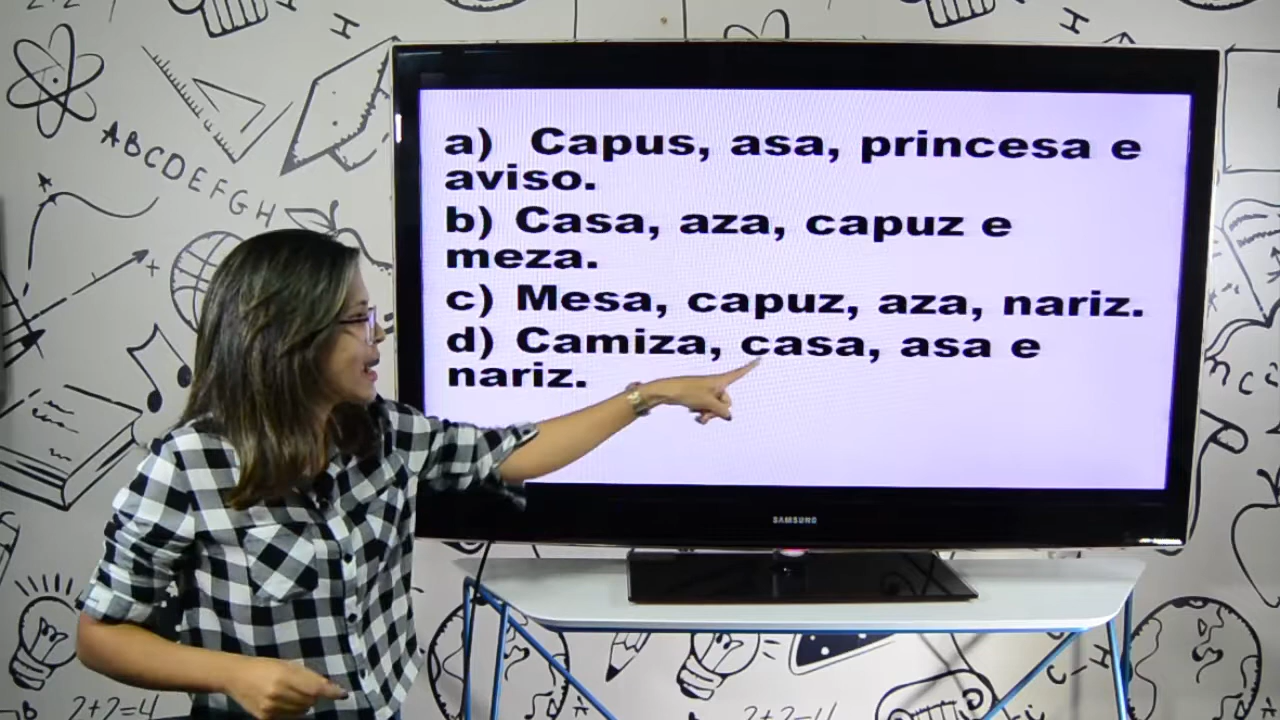 a) Capus, asa, princesa e
aviso.
b) Casa, aza, capuz e
meza.
c) Mesa, capuz, aza, nariz.
d) Camiza, casa, asa e
nariz.
SAMSUNG
ABCDEFGH
H
H
2+2=4
C-H